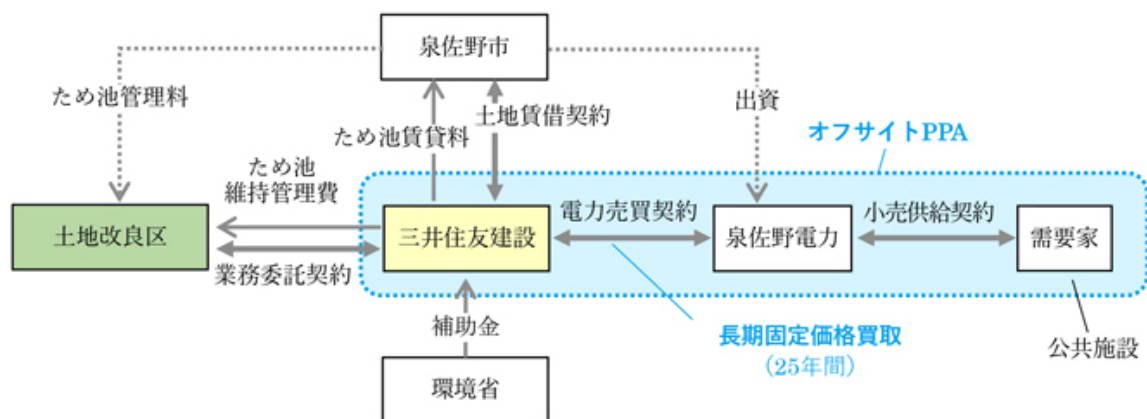 泉佐野市
ため池管理料
出資
土地賃借契約
ため池賃貸料
オフサイトPPA
ため池
維持管理費
土地改良区
三井住友建設
電力売買契約
泉佐野電力
小売供給契約
需要家
業務委託契約
補助金
長期固定価格買取
（25年間）
公共施設
環境省